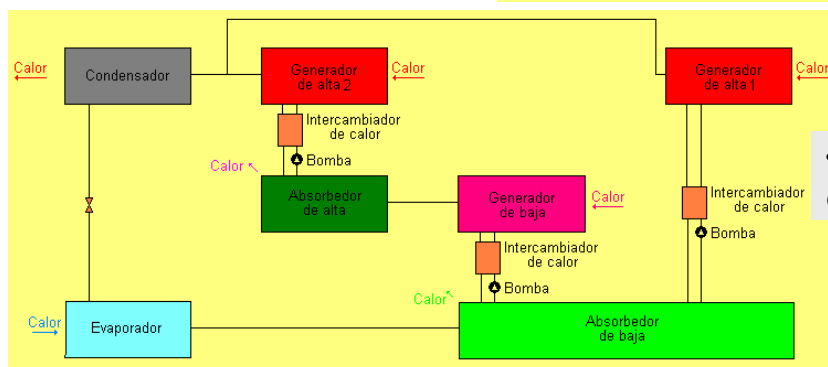 Calor
Condensador
Generador
de alta 2
Calor
Generador
de alta 1
Calor
Intercambiador
de calor
Bomba
Calor
Absorbedor
de alta
Generador
de baja
Calor
Intercambiador
de calor
Bomba
Intercambiador
de calor
Bomba
Calor
Calor
Evaporador
Absorbedor
de baja